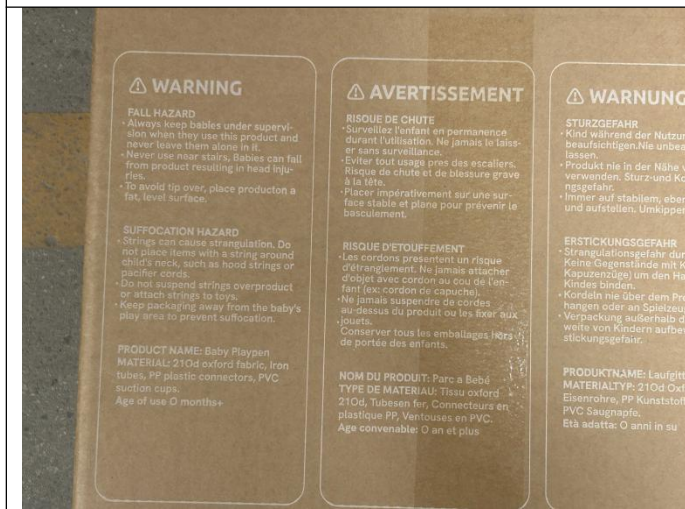 ⚠ WARNING
FALL HAZARD
• Always keep babies under supervi-
sion when they use this product and
never leave them alone in it.
• Never use near stairs, Babies can fall
from product resulting in head inju-
ries.
• To avoid tip over, place producton a
fat, level surface.
SUFFOCATION HAZARD
• Strings can cause strangulation. Do
not place items with a string around
child's neck, such as hood strings or
pacifier cords.
• Do not suspend strings overproduct
or attach strings to toys.
• Keep packaging away from the baby's
play area to prevent suffocation.
PRODUCT NAME: Baby Playpen
MATERIAL: 210d oxford fabric, Iron
tubes, PP plastic connectors, PVC
suction cups.
Age of use 0 months+
⚠ AVERTISSEMENT
RISQUE DE CHUTE
• Surveillez l'enfant en permanence
durant l'utilisation. Ne jamais le laiss-
er sans surveillance.
• Eviter tout usage pres des escaliers.
Risque de chute et de blessure grave
à la tête.
• Placer impérativement sur une sur-
face stable et plane pour prévenir le
basculement.
RISQUE D'ETOUFFEMENT
• Les cordons presentent un risque
d'étranglement. Ne jamais attacher
d'objet avec cordon au cou de l'en-
fant (ex: cordon de capuche).
• Ne jamais suspendre de cordes
au-dessus du produit ou les fixer aux
jouets.
Conserver tous les emballages hors
de portée des enfants.
NOM DU PRODUIT: Parc a Bebé
TYPE DE MATERIAU: Tissu oxford
210d, Tubesen fer, Connecteurs en
plastique PP, Ventouses en PVC.
Age convenable: 0 an et plus
⚠ WARNUNG
STURZGEFAHR
• Kind während der Nutzun
beaufsichtigen.Nie unbea
lassen.
• Produkt nie in der Nähe v
verwenden. Sturz-und Ko
ngsgefahr.
• Immer auf stabilem, eber
und aufstellen. Umkipper
ERSTICKUNGSGEFAHR
• Strangulationsgefahr dur
Keine Gegenstände mit K
Kapuzenzüge) um den Ha
Kindes binden.
• Kordeln nie über dem Pro
hangen oder an Spielzeu
• Verpackung außerhalb d
weite von Kindern aufbew
stickungsgefair.
PRODUKTNAME: Laufgitt
MATERIALTYP: 210d Oxf
Eisenrohre, PP Kunststoff
PVC Saugnapfe,
Età adatta: 0 anni in su